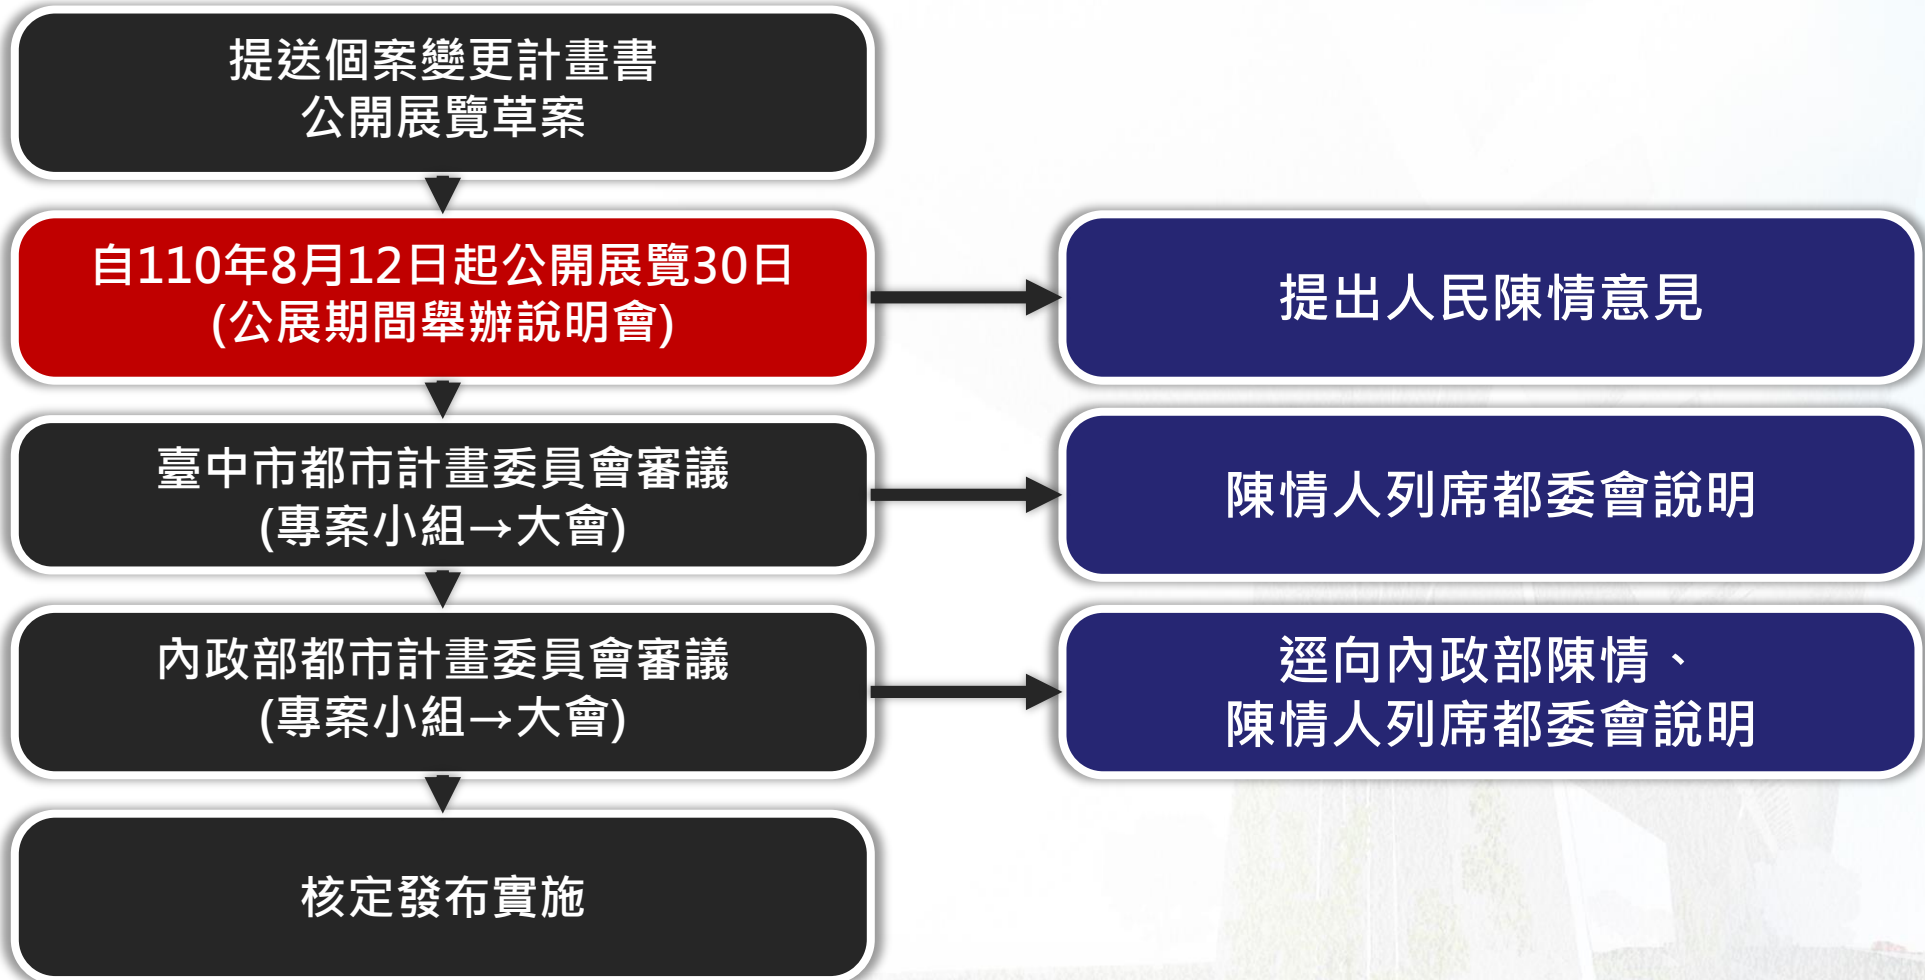 提送個案變更計畫書
公開展覽草案
自110年8月12日起公開展覽30日
(公展期間舉辦說明會)
提出人民陳情意見
臺中市都市計畫委員會審議
(專案小組→大會)
陳情人列席都委會說明
內政部都市計畫委員會審議
(專案小組→大會)
逕向內政部陳情、
陳情人列席都委會說明
核定發布實施